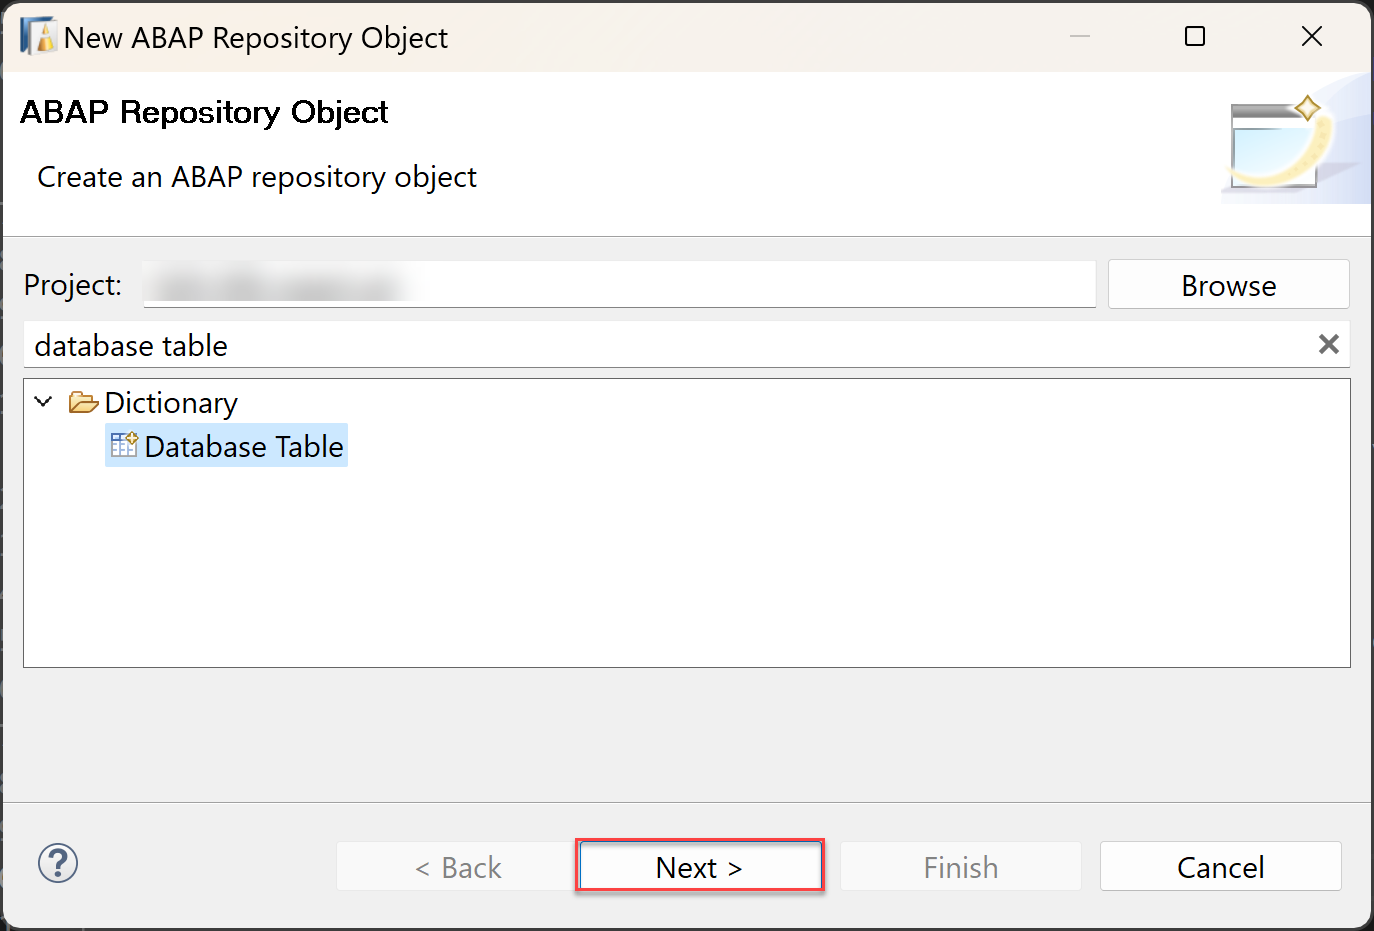 New ABAP Repository Object
ABAP Repository Object
Create an ABAP repository object
Project:
Browse
database table
Dictionary
Database Table
?
< Back
Next >
Finish
Cancel